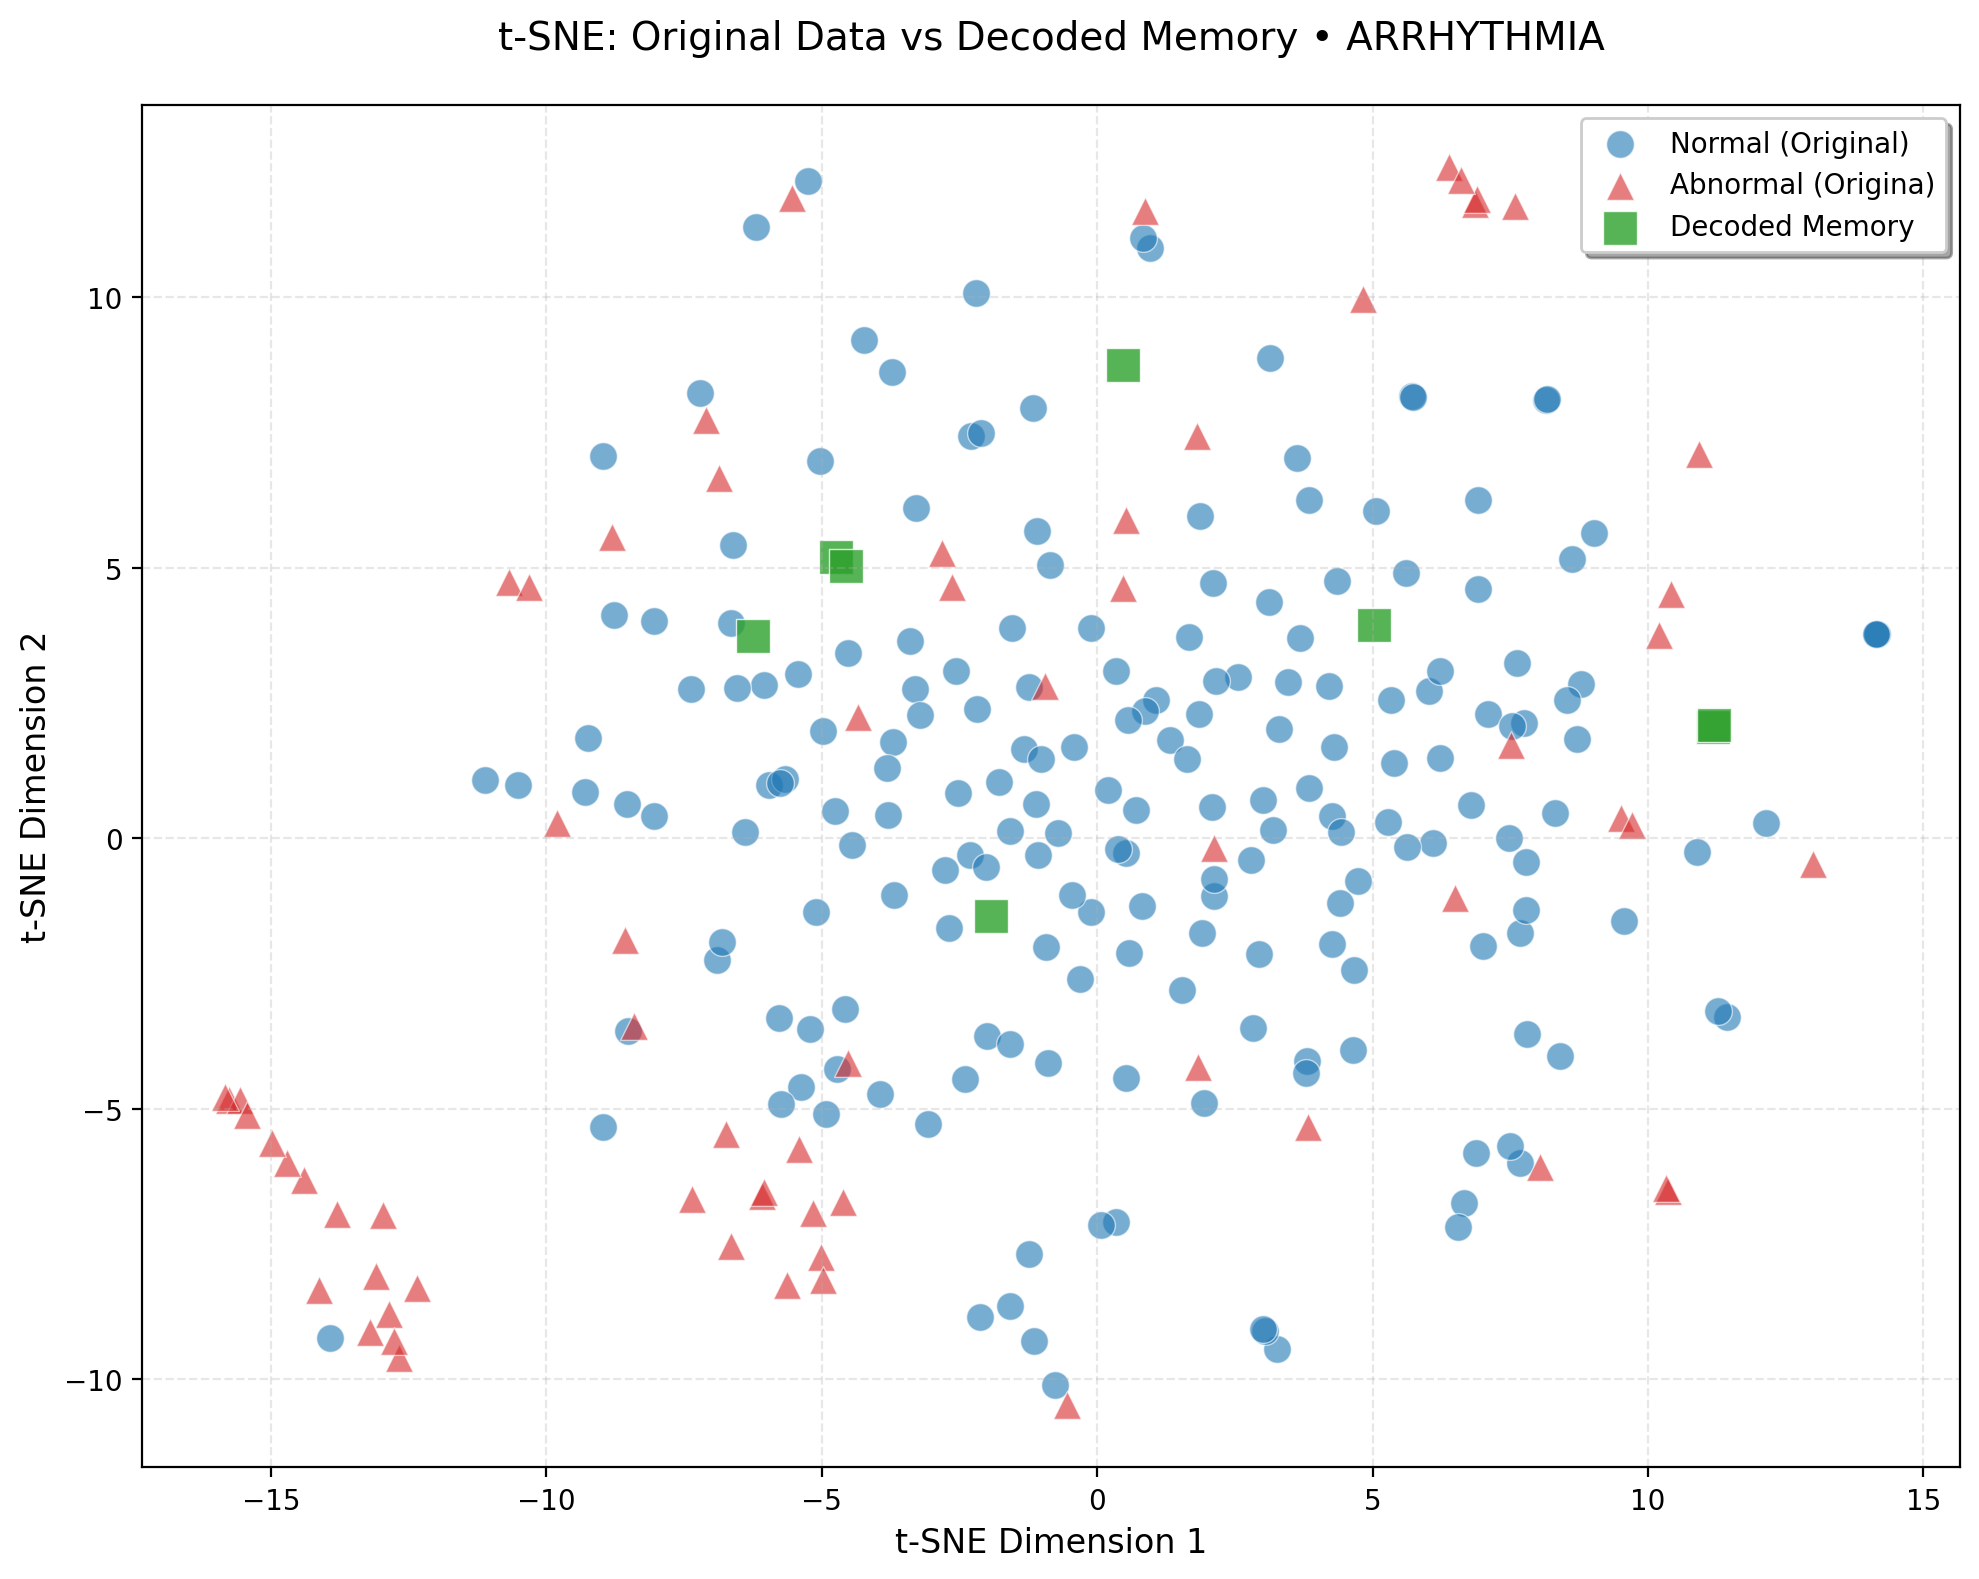 t-SNE: Original Data vs Decoded Memory • ARRHYTHMIA
Normal (Original)
Abnormal (Origina)
Decoded Memory
10
5
0
−5
−10
t-SNE Dimension 2
−15
−10
−5
0
5
10
15
t-SNE Dimension 1